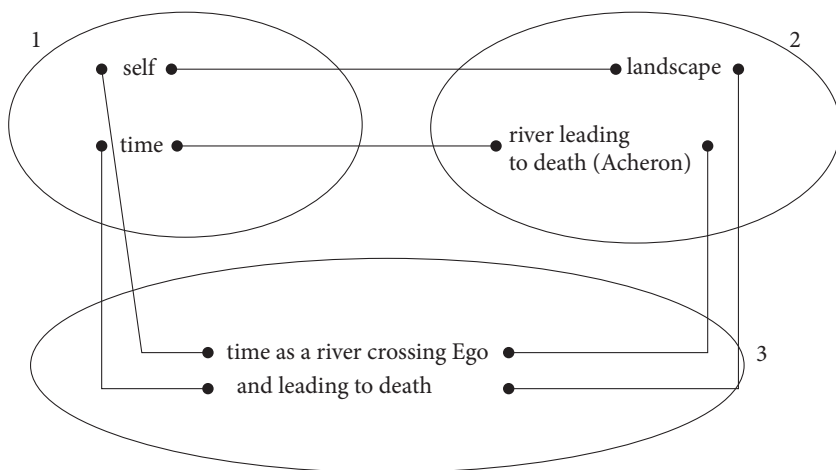 1
2
self
landscape
time
river leading
to death (Acheron)
time as a river crossing Ego
3
and leading to death